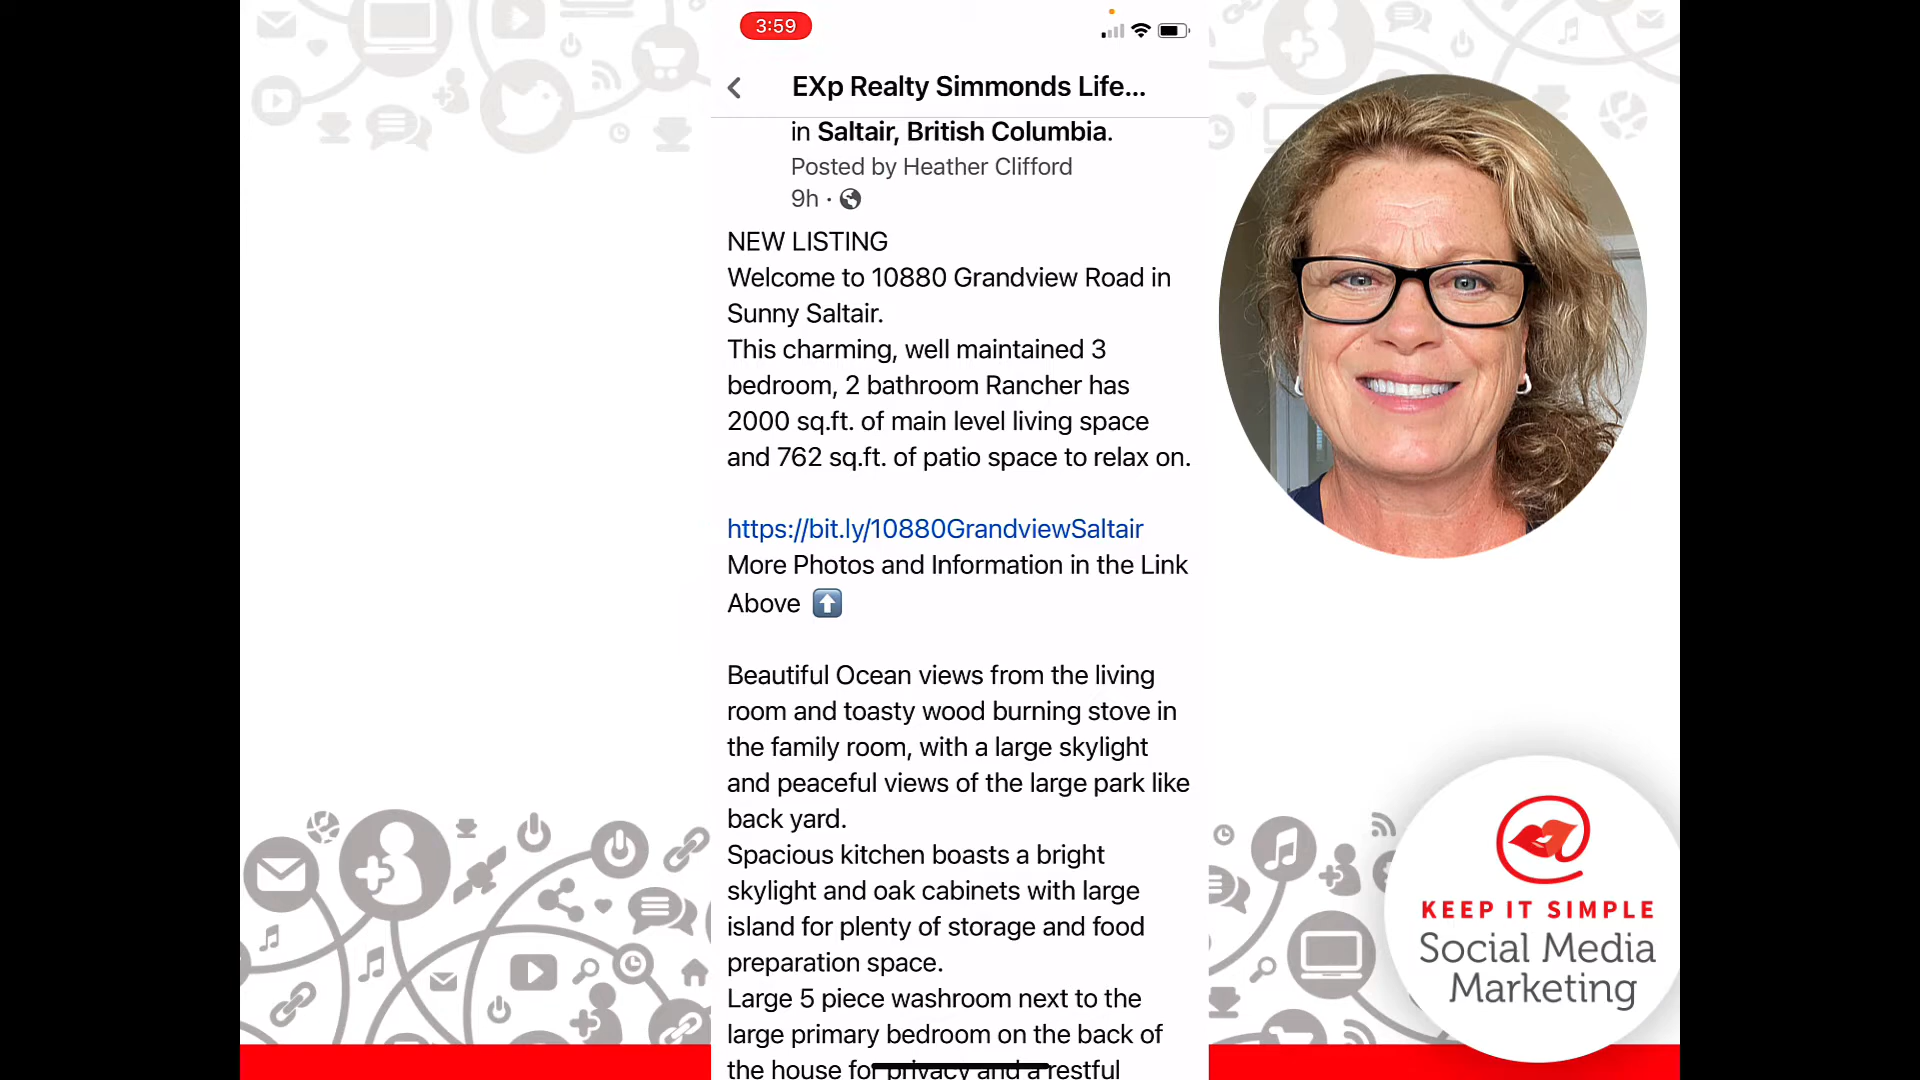 3:59
EXp Realty Simmonds Life...
in Saltair, British Columbia.
Posted by Heather Clifford
9h ·
NEW LISTING
Welcome to 10880 Grandview Road in
Sunny Saltair.
This charming, well maintained 3
bedroom, 2 bathroom Rancher has
2000 sq.ft. of main level living space
and 762 sq.ft. of patio space to relax on.
https://bit.ly/10880GrandviewSaltair
More Photos and Information in the Link
Above ⬆️
Beautiful Ocean views from the living
room and toasty wood burning stove in
the family room, with a large skylight
and peaceful views of the large park like
back yard.
Spacious kitchen boasts a bright
skylight and oak cabinets with large
island for plenty of storage and food
preparation space.
Large 5 piece washroom next to the
large primary bedroom on the back of
the house for privacy and a restful
KEEP IT SIMPLE
Social Media
Marketing